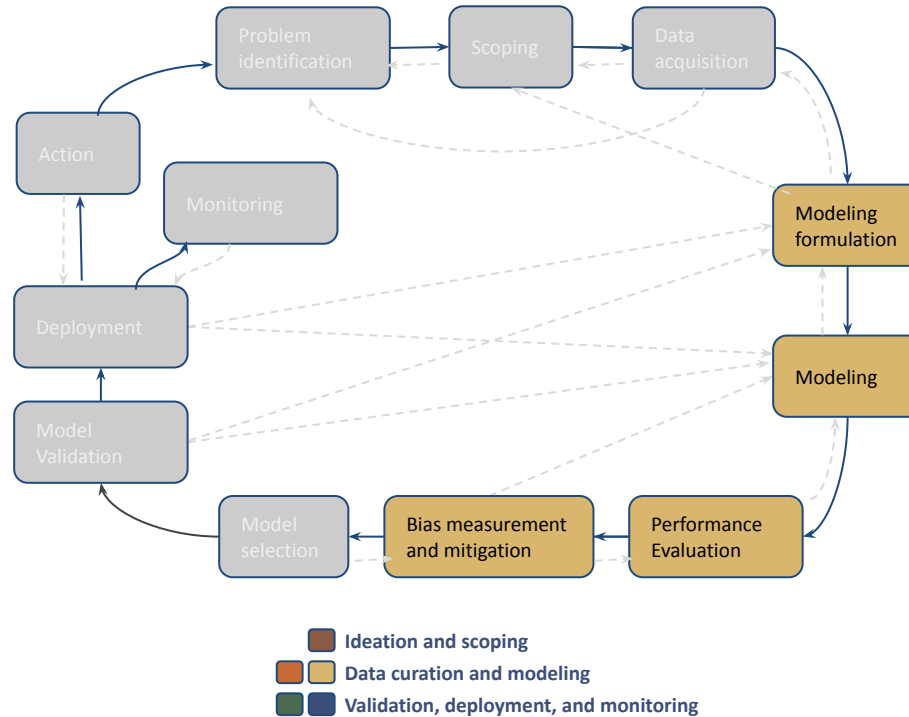 Problem
identification
Scoping
Data
acquisition
Action
Monitoring
Modeling
formulation
Deployment
Modeling
Model
Validation
Model
selection
Bias measurement
and mitigation
Performance
Evaluation
Ideation and scoping
Data curation and modeling
Validation, deployment, and monitoring